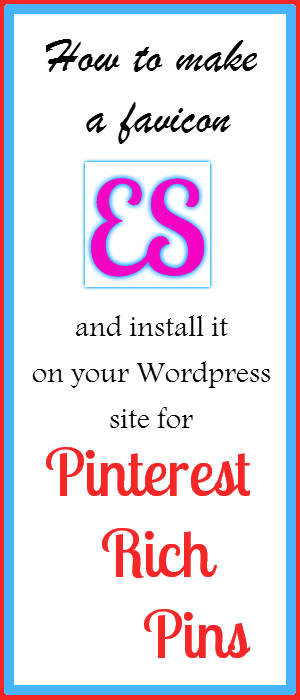 How to make
a favicon
ES
and install it
on your Wordpress
site for
Pinterest
Rich
Pins